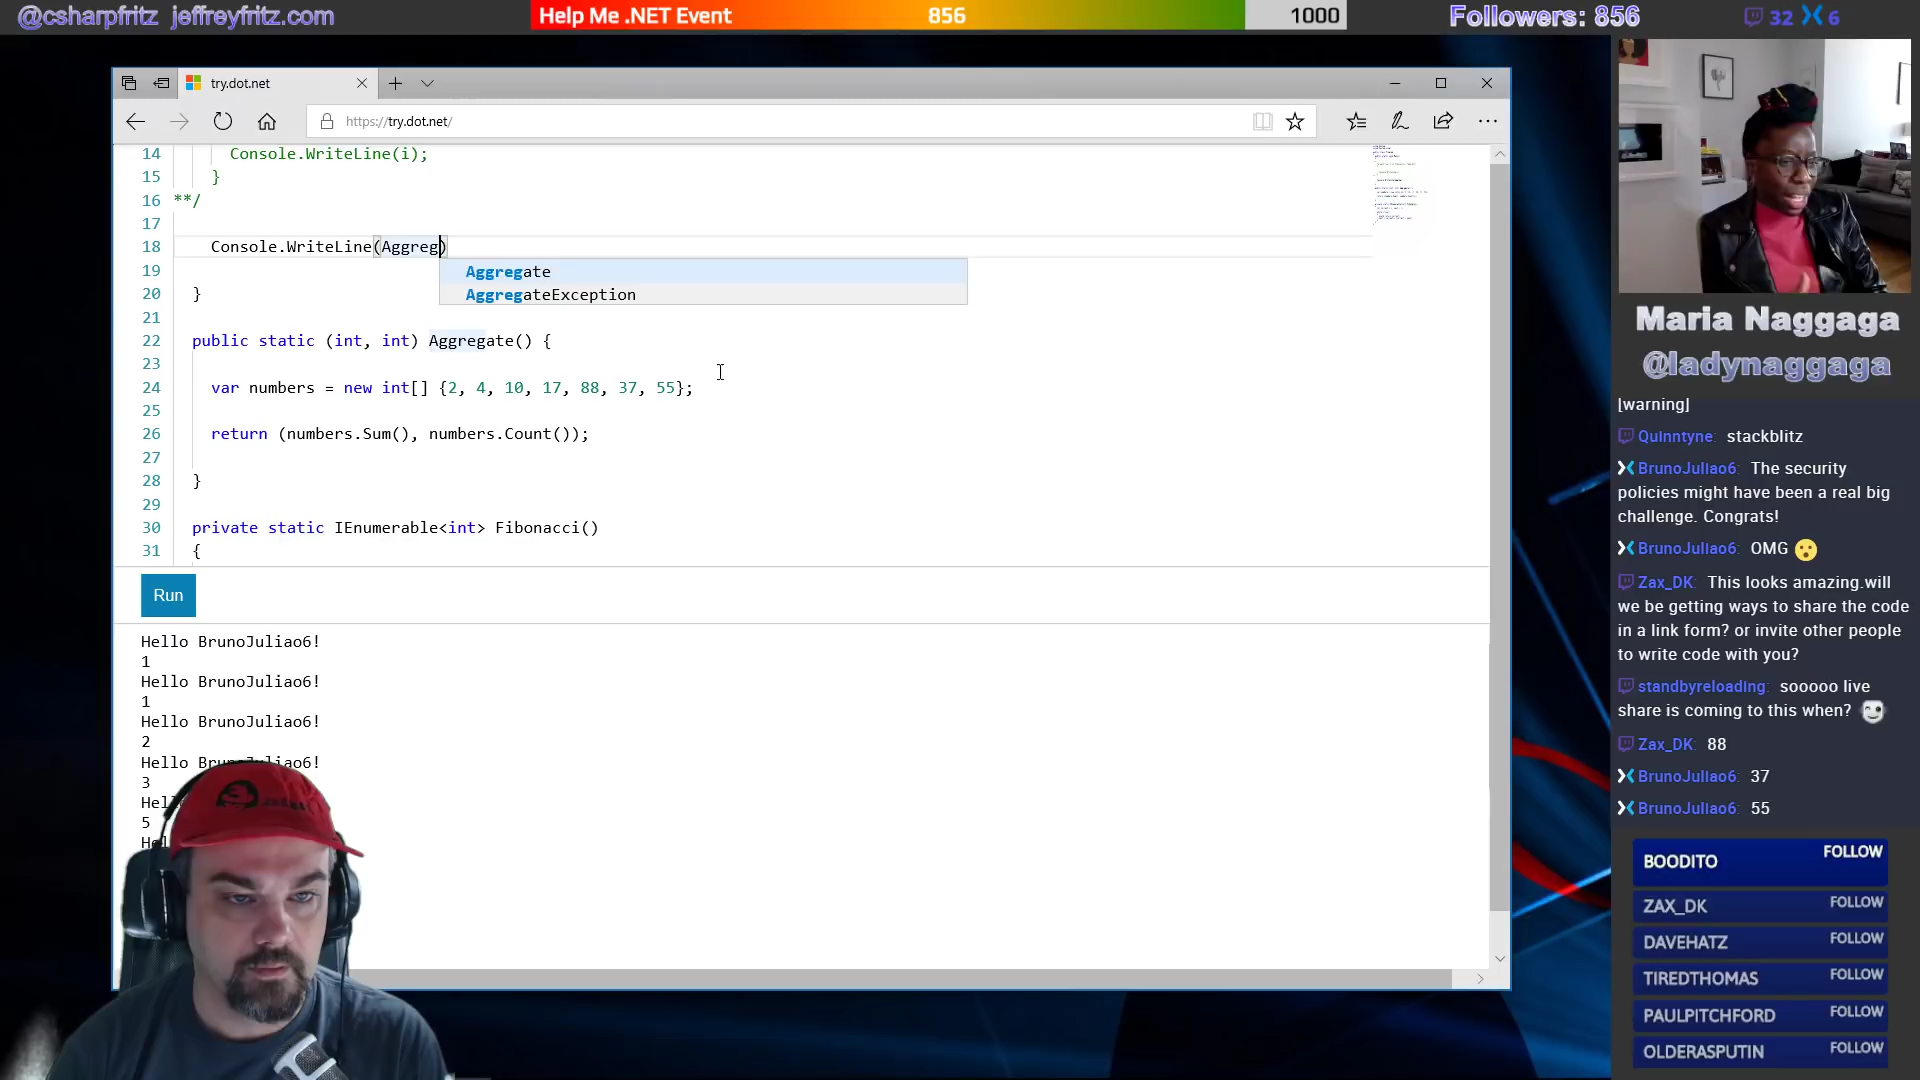 @csharpfritz jeffreyfritz.com
Help Me .NET Event 856 1000
Followers: 856
32 6
try.dot.net
https://try.dot.net/
14 Console.WriteLine(i);
15 }
16 **/
17
18 Console.WriteLine(Aggreg)
Aggregate
AggregateException
19
20 }
21
22 public static (int, int) Aggregate() {
23
24 var numbers = new int[] {2, 4, 10, 17, 88, 37, 55};
25
26 return (numbers.Sum(), numbers.Count());
27
28 }
29
30 private static IEnumerable<int> Fibonacci()
31 {
Run
Hello BrunoJuliao6!
1
Hello BrunoJuliao6!
1
Hello BrunoJuliao6!
2
Hello BrunoJuliao6!
3
Hel
5
Hel
Maria Naggaga
@ladynaggaga
[warning]
Quinntyne: stackblitz
BrunoJuliao6: The security
policies might have been a real big
challenge. Congrats!
BrunoJuliao6: OMG 😮
Zax_DK: This looks amazing.will
we be getting ways to share the code
in a link form? or invite other people
to write code with you?
standbyreloading: sooooo live
share is coming to this when?
Zax_DK: 88
BrunoJuliao6: 37
BrunoJuliao6: 55
BOODITO FOLLOW
ZAX_DK FOLLOW
DAVEHATZ FOLLOW
TIREDTHOMAS FOLLOW
PAULPITCHFORD FOLLOW
OLDERASPUTIN FOLLOW